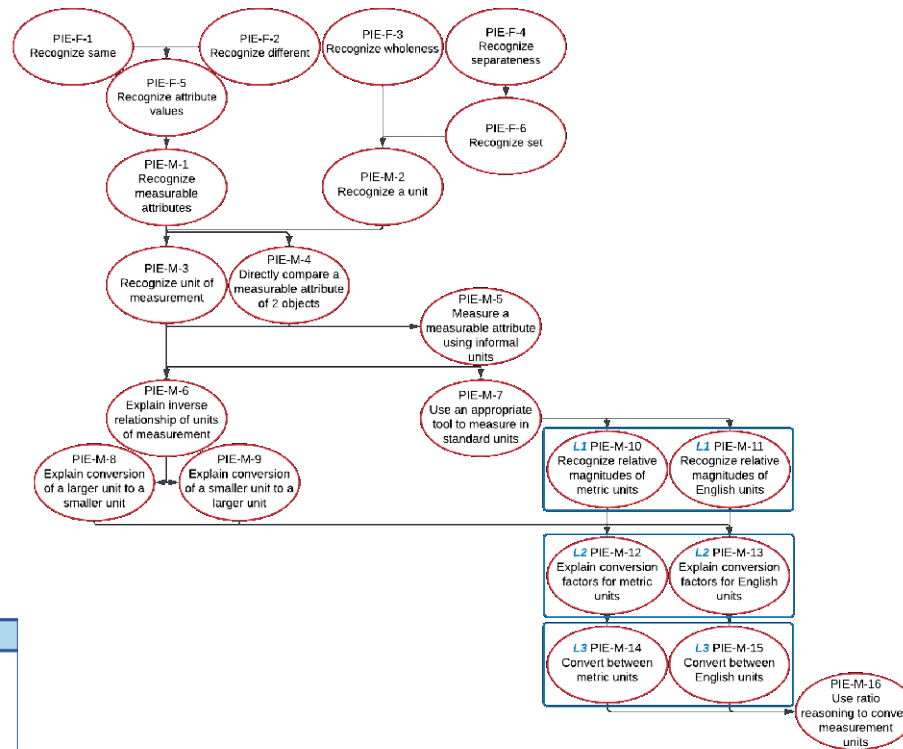 PIE-F-1
Recognize same
PIE-F-2
Recognize different
PIE-F-3
Recognize wholeness
PIE-F-4
Recognize
separateness
PIE-F-5
Recognize attribute
values
PIE-F-6
Recognize set
PIE-M-1
Recognize
measurable
attributes
PIE-M-2
Recognize a unit
PIE-M-3
Recognize unit of
measurement
PIE-M-4
Directly compare a
measurable attribute
of 2 objects
PIE-M-5
Measure a
measurable attribute
using informal
units
PIE-M-6
Explain inverse
relationship of units
of measurement
PIE-M-7
Use an appropriate
tool to measure in
standard units
PIE-M-8
Explain conversion
of a larger unit to a
smaller unit
PIE-M-9
Explain conversion
of a smaller unit to a
larger unit
L1 PIE-M-10
Recognize relative
magnitudes of
metric units
L1 PIE-M-11
Recognize relative
magnitudes of
English units
L2 PIE-M-12
Explain conversion
factors for metric
units
L2 PIE-M-13
Explain conversion
factors for English
units
L3 PIE-M-14
Convert between
metric units
L3 PIE-M-15
Convert between
English units
PIE-M-16
Use ratio
reasoning to conve
measurement
units